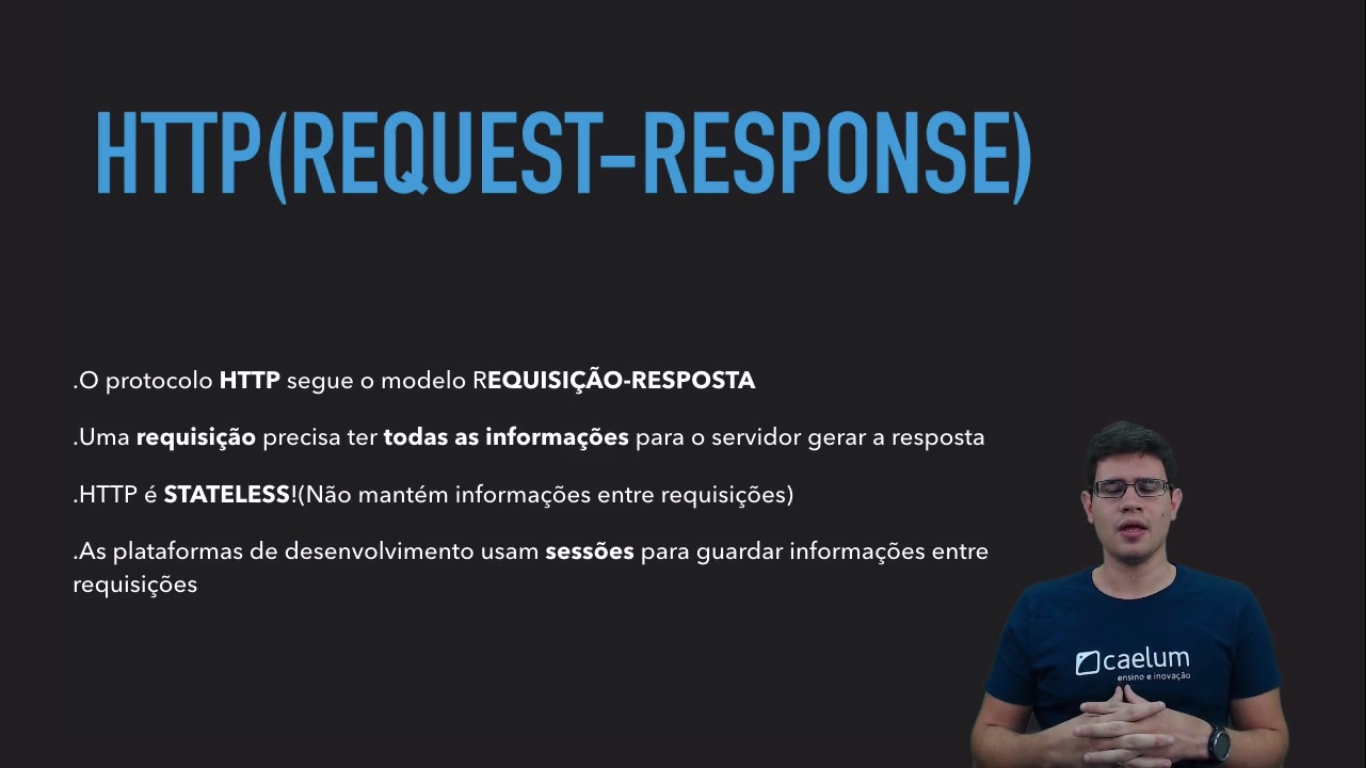 HTTP(REQUEST-RESPONSE)
.O protocolo HTTP segue o modelo REQUISIÇÃO-RESPOSTA
.Uma requisição precisa ter todas as informações para o servidor gerar a resposta
.HTTP é STATELESS!(Não mantém informações entre requisições)
.As plataformas de desenvolvimento usam sessões para guardar informações entre
requisições
caelum
ensino e inovação